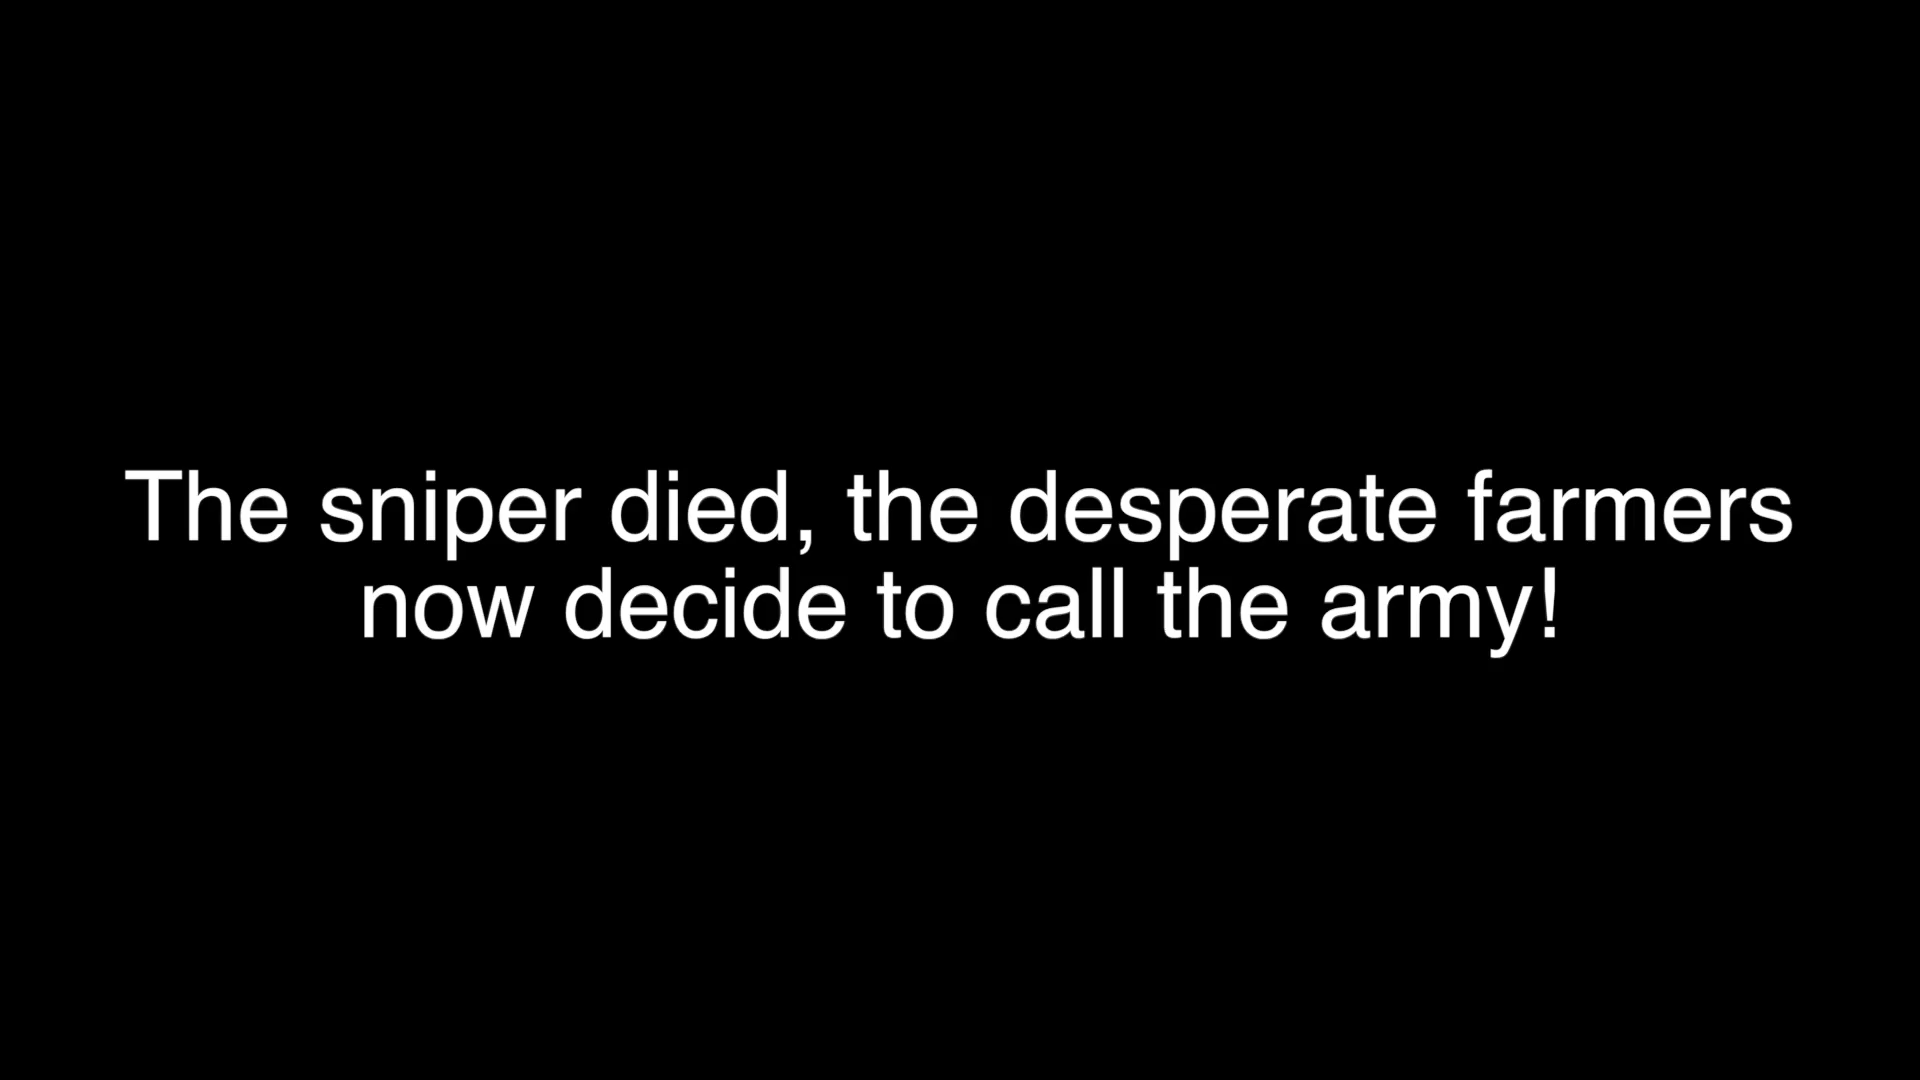 The sniper died, the desperate farmers
now decide to call the army!